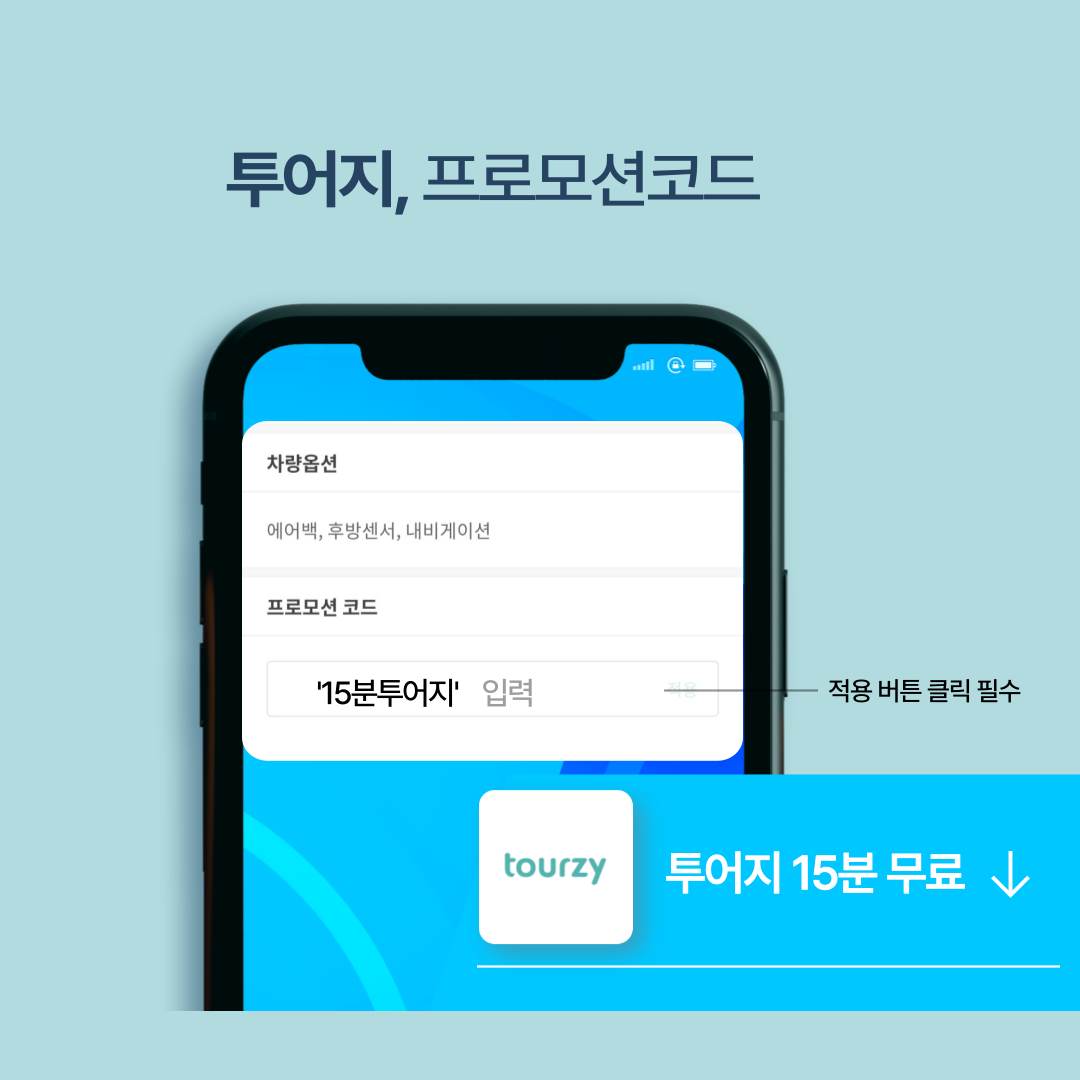 투어지, 프로모션코드
차량옵션
에어백, 후방센서, 내비게이션
프로모션 코드
'15분투어지' 입력
적용
적용 버튼 클릭 필수
tourzy
투어지 15분 무료 ↓